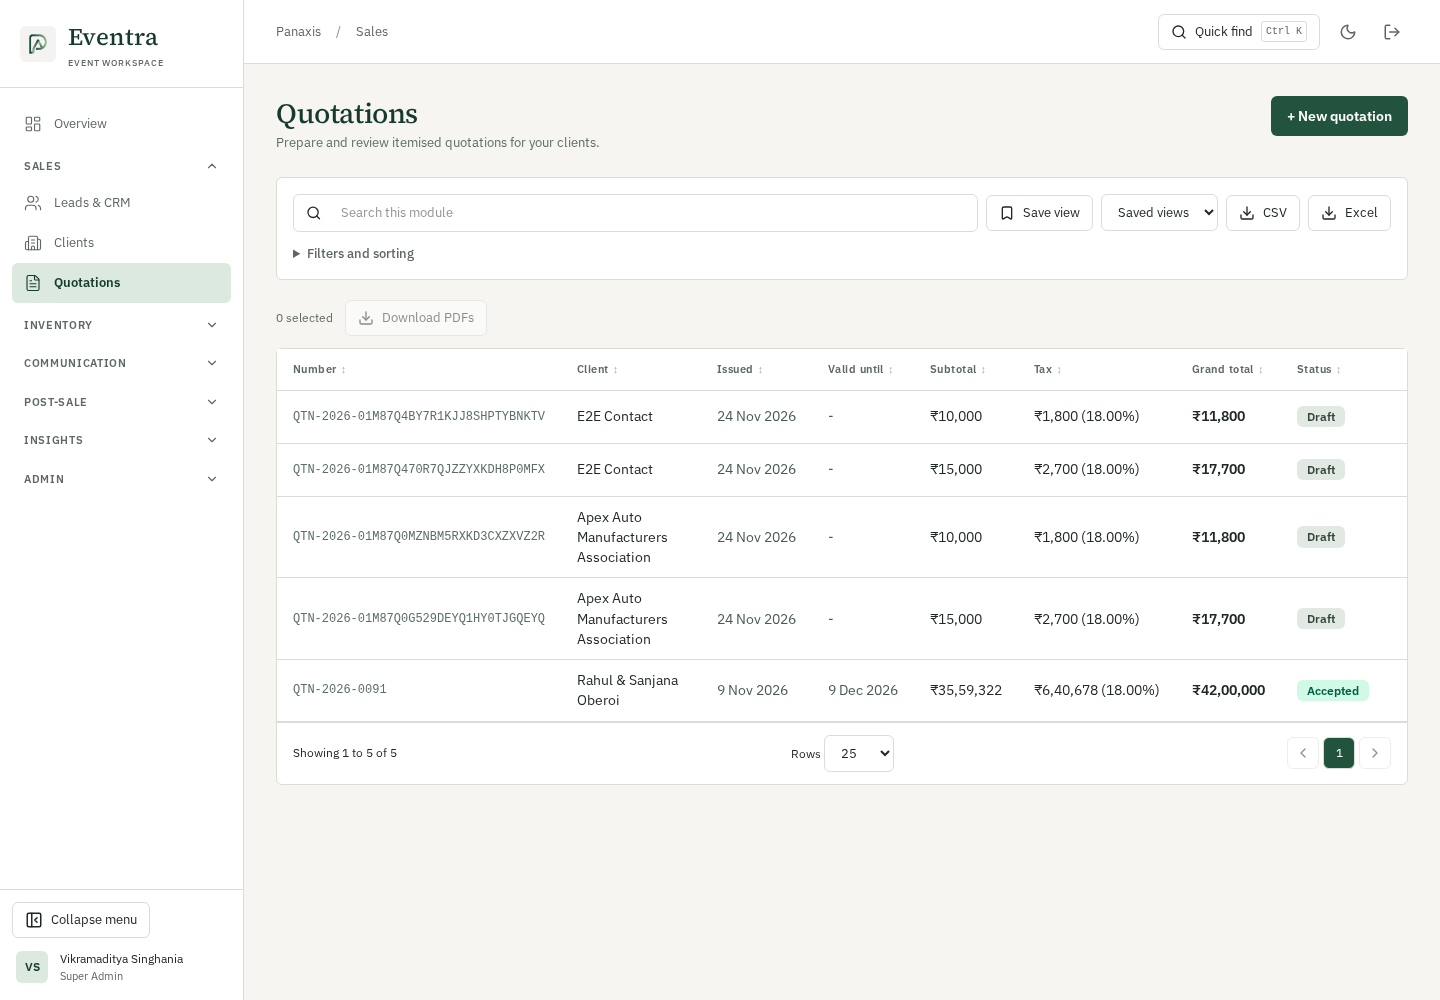 Eventra
EVENT WORKSPACE
Panaxis / Sales
Quick find Ctrl K
Overview
SALES
Leads & CRM
Clients
Quotations
INVENTORY
COMMUNICATION
POST-SALE
INSIGHTS
ADMIN
Collapse menu
VS
Vikramaditya Singhania
Super Admin
Quotations
Prepare and review itemised quotations for your clients.
+ New quotation
Search this module
Save view
Saved views
CSV
Excel
Filters and sorting
0 selected
Download PDFs
Number ↕ Client ↕ Issued ↕ Valid until ↕ Subtotal ↕ Tax ↕ Grand total ↕ Status ↕
QTN-2026-01M87Q4BY7R1KJJ8SHPTYBNKTV E2E Contact 24 Nov 2026 - ₹10,000 ₹1,800 (18.00%) ₹11,800 Draft
QTN-2026-01M87Q470R7QJZZYXKDH8P0MFX E2E Contact 24 Nov 2026 - ₹15,000 ₹2,700 (18.00%) ₹17,700 Draft
QTN-2026-01M87Q0MZNBM5RXKD3CXZXVZ2R Apex Auto Manufacturers Association 24 Nov 2026 - ₹10,000 ₹1,800 (18.00%) ₹11,800 Draft
QTN-2026-01M87Q0G529DEYQ1HY0TJGQEYQ Apex Auto Manufacturers Association 24 Nov 2026 - ₹15,000 ₹2,700 (18.00%) ₹17,700 Draft
QTN-2026-0091 Rahul & Sanjana Oberoi 9 Nov 2026 9 Dec 2026 ₹35,59,322 ₹6,40,678 (18.00%) ₹42,00,000 Accepted
Showing 1 to 5 of 5
Rows 25
1